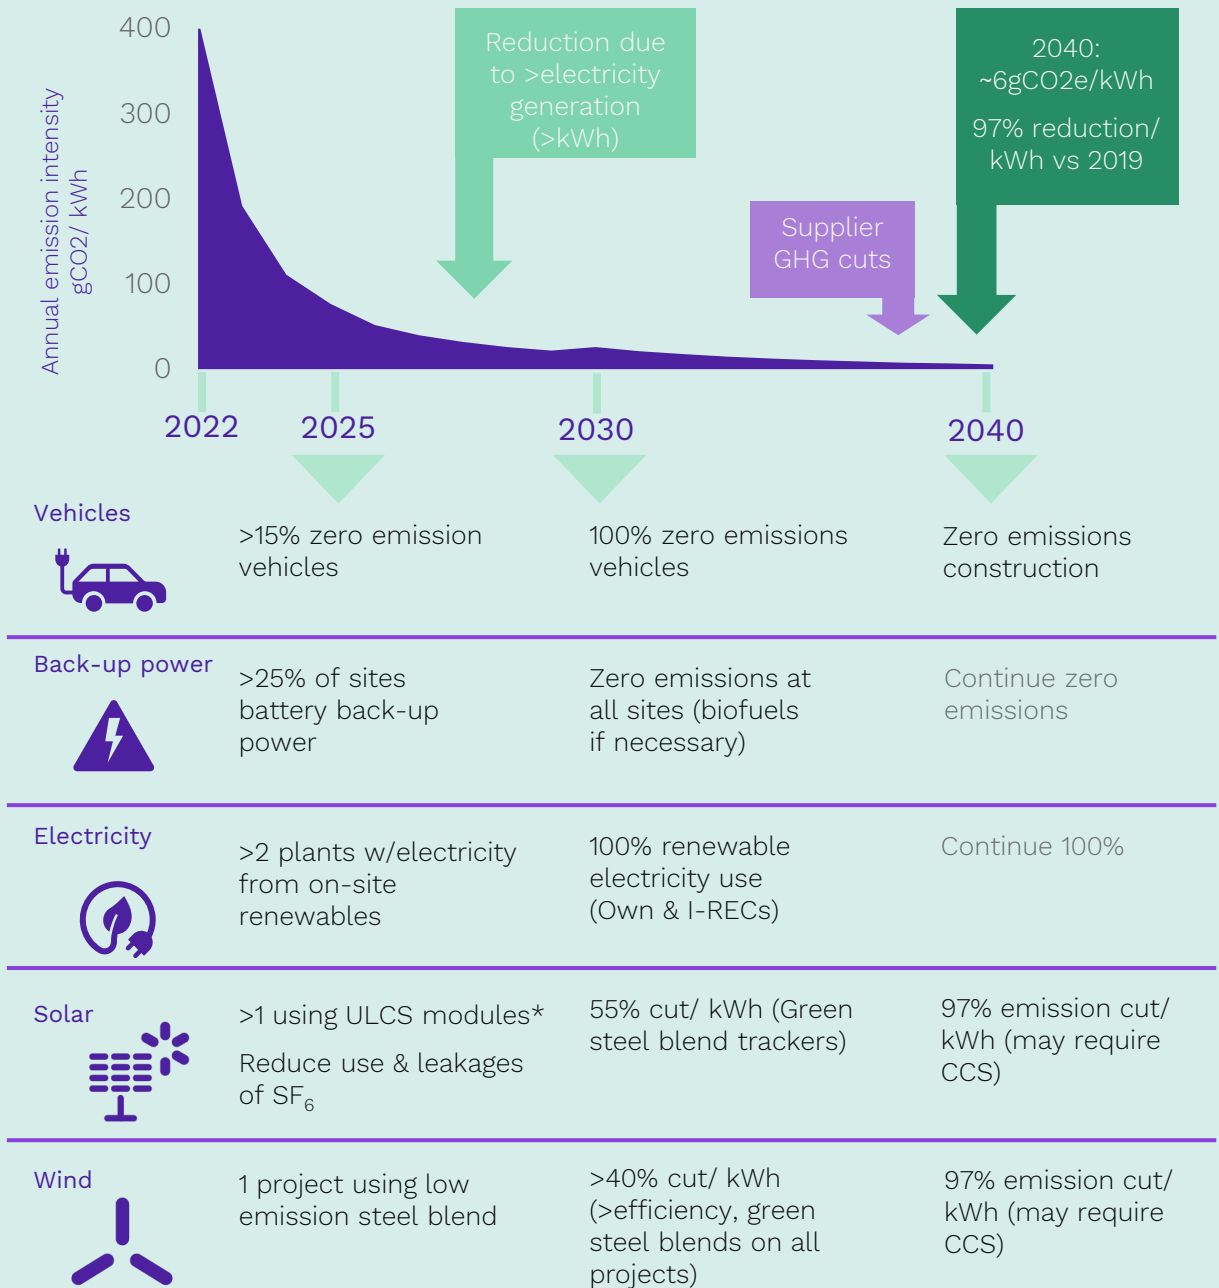 400
300
200
100
0
Annual emission intensity
gCO2/ kWh
Reduction due
to >electricity
generation
(>kWh)
Supplier
GHG cuts
2040:
~6gCO2e/kWh
97% reduction/
kWh vs 2019
2022
2025
2030
2040
Vehicles
>15% zero emission
vehicles
100% zero emissions
vehicles
Zero emissions
construction
Back-up power
>25% of sites
battery back-up
power
Zero emissions at
all sites (biofuels
if necessary)
Continue zero
emissions
Electricity
>2 plants w/electricity
from on-site
renewables
100% renewable
electricity use
(Own & I-RECs)
Continue 100%
Solar
>1 using ULCS modules*
Reduce use & leakages
of SF₆
55% cut/ kWh (Green
steel blend trackers)
97% emission cut/
kWh (may require
CCS)
Wind
1 project using low
emission steel blend
>40% cut/ kWh
(>efficiency, green
steel blends on all
projects)
97% emission cut/
kWh (may require
CCS)